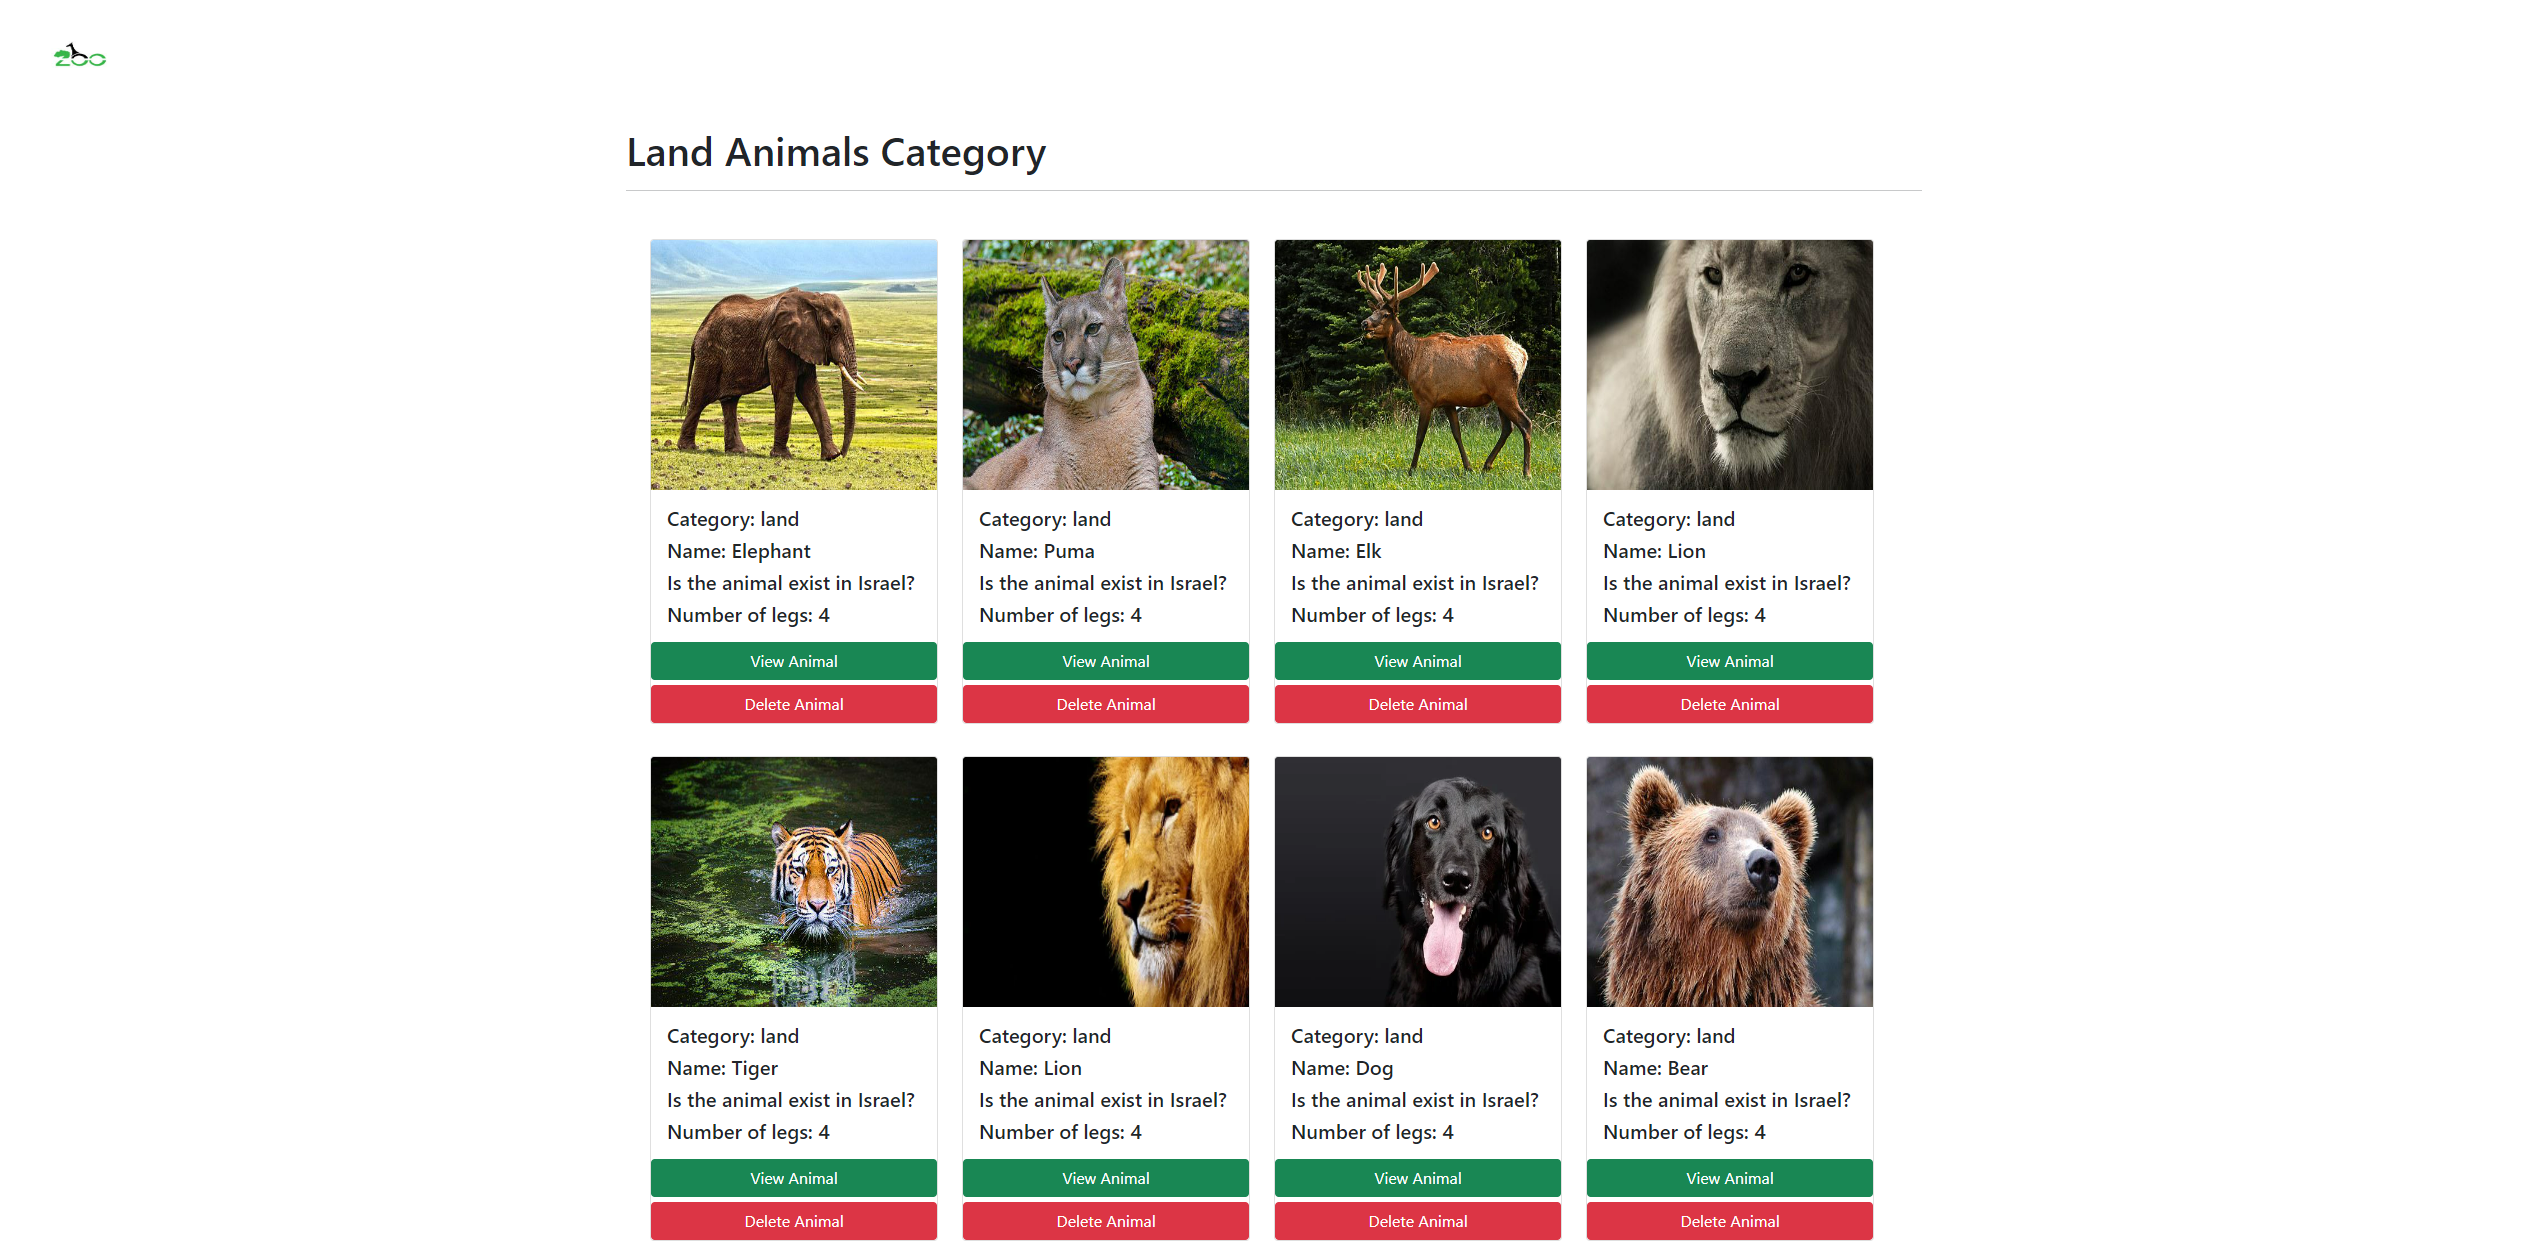 ZOO
Land Animals Category
Category: land
Name: Elephant
Is the animal exist in Israel?
Number of legs: 4
View Animal
Delete Animal
Category: land
Name: Puma
Is the animal exist in Israel?
Number of legs: 4
View Animal
Delete Animal
Category: land
Name: Elk
Is the animal exist in Israel?
Number of legs: 4
View Animal
Delete Animal
Category: land
Name: Lion
Is the animal exist in Israel?
Number of legs: 4
View Animal
Delete Animal
Category: land
Name: Tiger
Is the animal exist in Israel?
Number of legs: 4
View Animal
Delete Animal
Category: land
Name: Lion
Is the animal exist in Israel?
Number of legs: 4
View Animal
Delete Animal
Category: land
Name: Dog
Is the animal exist in Israel?
Number of legs: 4
View Animal
Delete Animal
Category: land
Name: Bear
Is the animal exist in Israel?
Number of legs: 4
View Animal
Delete Animal